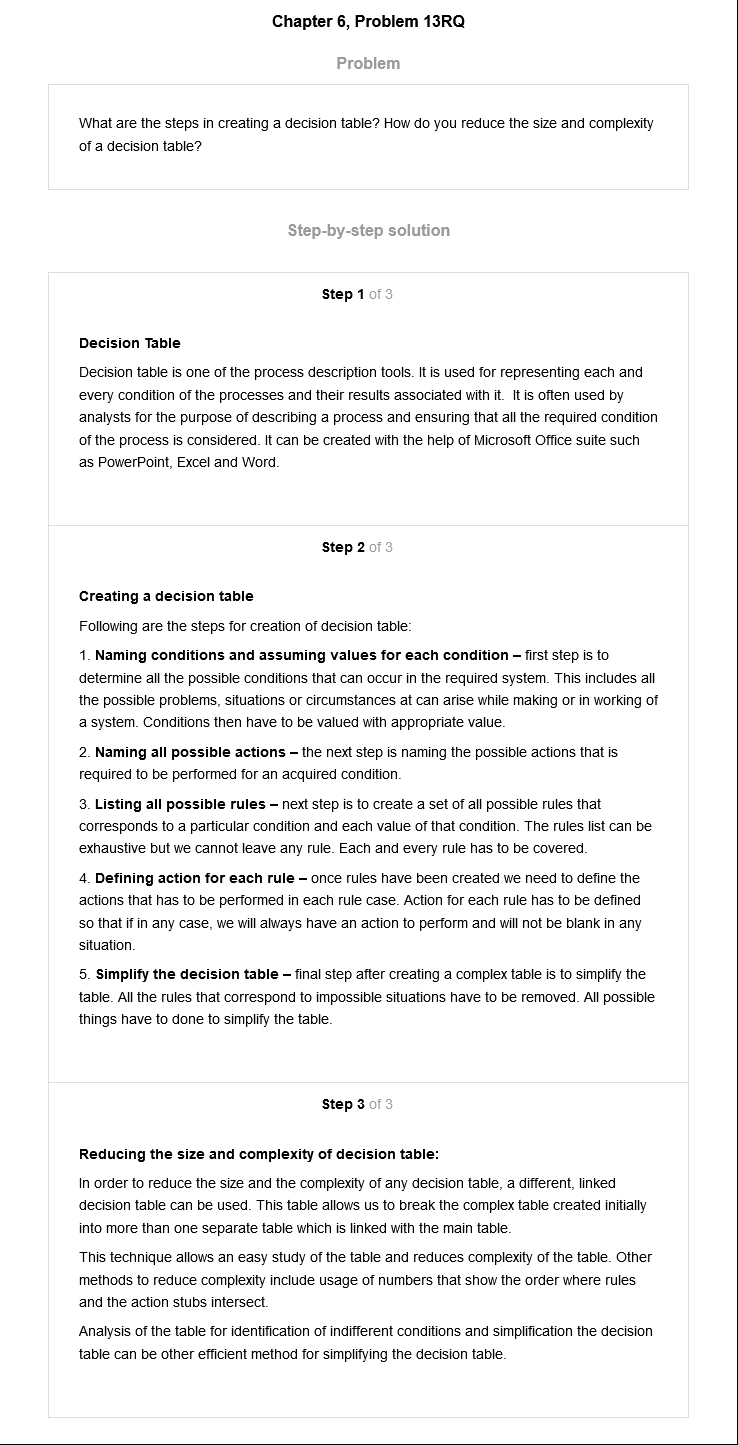 Chapter 6, Problem 13RQ
Problem
What are the steps in creating a decision table? How do you reduce the size and complexity
of a decision table?
Step-by-step solution
Step 1 of 3
Decision Table
Decision table is one of the process description tools. It is used for representing each and
every condition of the processes and their results associated with it. It is often used by
analysts for the purpose of describing a process and ensuring that all the required condition
of the process is considered. It can be created with the help of Microsoft Office suite such
as PowerPoint, Excel and Word.
Step 2 of 3
Creating a decision table
Following are the steps for creation of decision table:
1. Naming conditions and assuming values for each condition – first step is to
determine all the possible conditions that can occur in the required system. This includes all
the possible problems, situations or circumstances at can arise while making or in working of
a system. Conditions then have to be valued with appropriate value.
2. Naming all possible actions – the next step is naming the possible actions that is
required to be performed for an acquired condition.
3. Listing all possible rules – next step is to create a set of all possible rules that
corresponds to a particular condition and each value of that condition. The rules list can be
exhaustive but we cannot leave any rule. Each and every rule has to be covered.
4. Defining action for each rule – once rules have been created we need to define the
actions that has to be performed in each rule case. Action for each rule has to be defined
so that if in any case, we will always have an action to perform and will not be blank in any
situation.
5. Simplify the decision table – final step after creating a complex table is to simplify the
table. All the rules that correspond to impossible situations have to be removed. All possible
things have to done to simplify the table.
Step 3 of 3
Reducing the size and complexity of decision table:
In order to reduce the size and the complexity of any decision table, a different, linked
decision table can be used. This table allows us to break the complex table created initially
into more than one separate table which is linked with the main table.
This technique allows an easy study of the table and reduces complexity of the table. Other
methods to reduce complexity include usage of numbers that show the order where rules
and the action stubs intersect.
Analysis of the table for identification of indifferent conditions and simplification the decision
table can be other efficient method for simplifying the decision table.